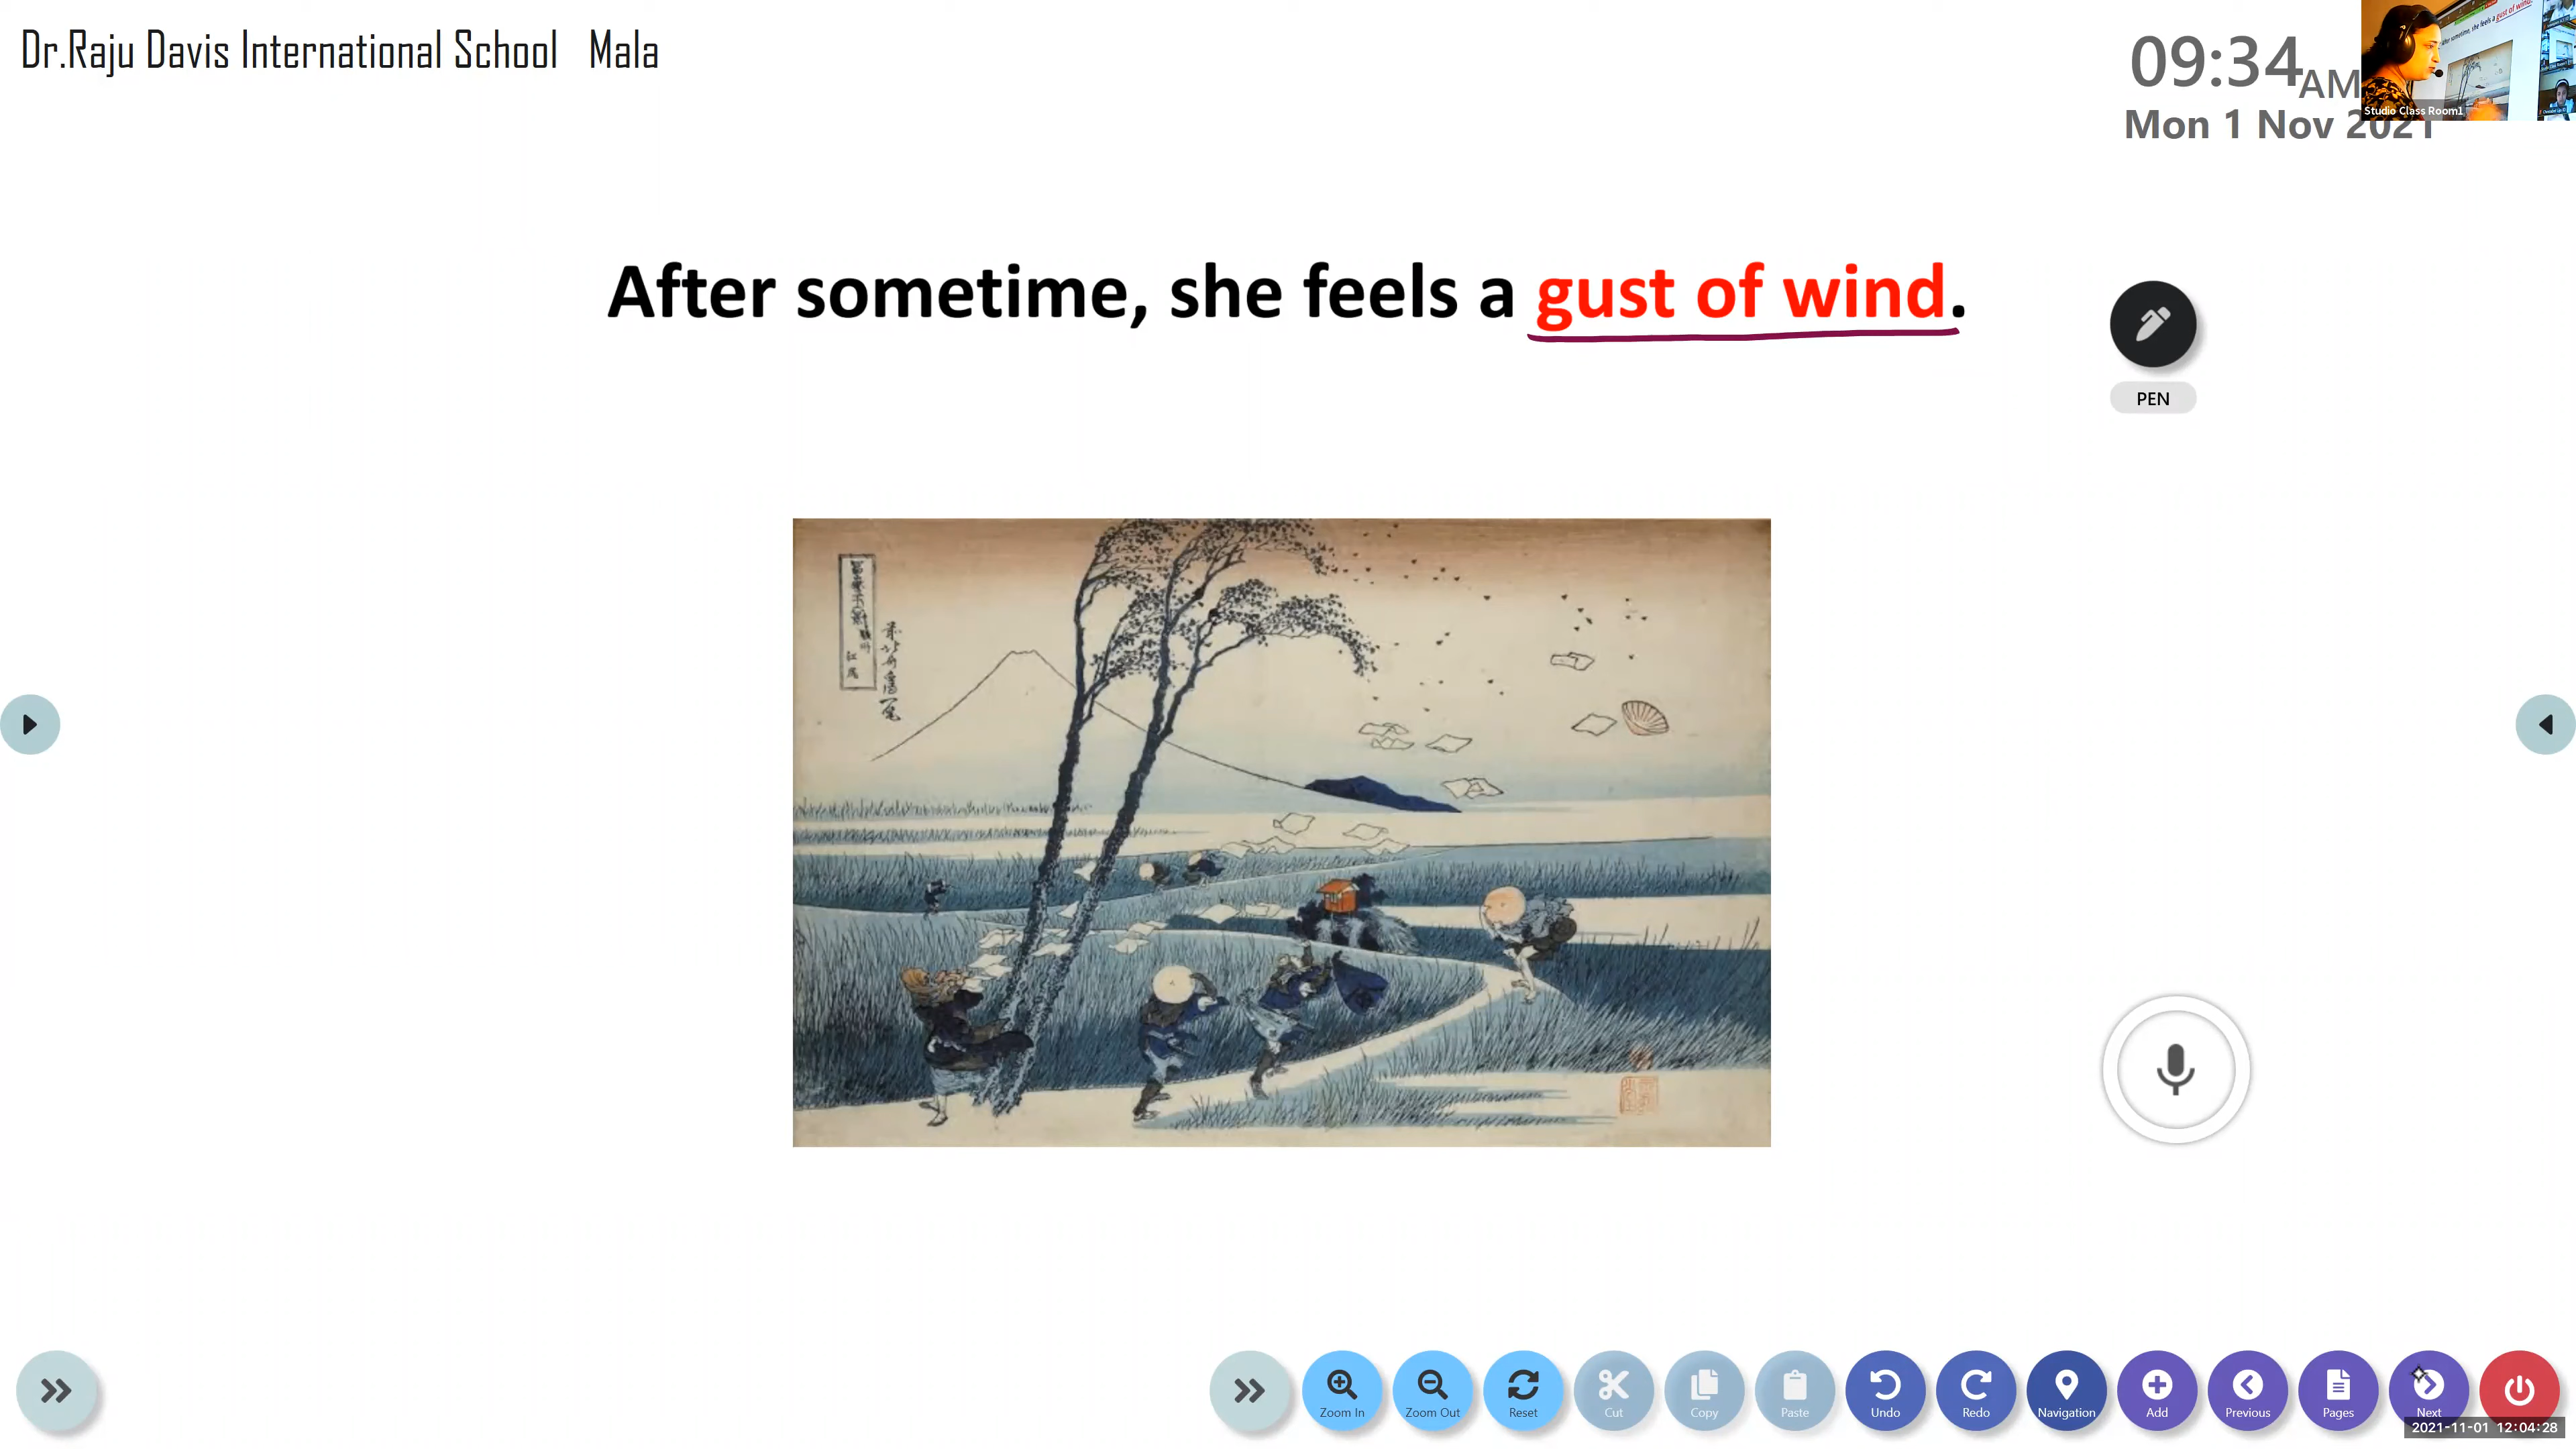 Dr.Raju Davis International School Mala
09:34 AM
Mon 1 Nov 2021
Studio Class Room1
After sometime, she feels a gust of wind.
PEN
Zoom In
Zoom Out
Reset
Cut
Copy
Paste
Undo
Redo
Navigation
Add
Previous
Pages
Next
2021-11-01 12:04:28